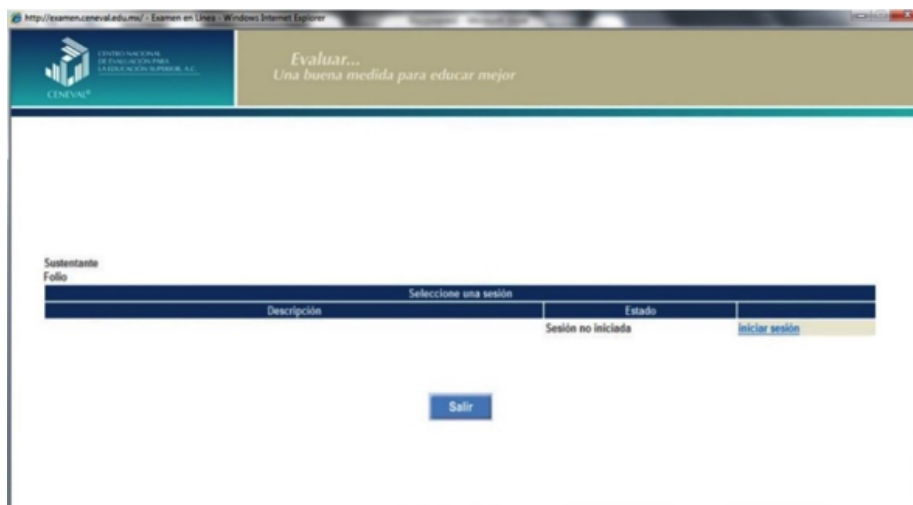 http://examen.ceneval.edu.mx/ - Examen en Línea - Windows Internet Explorer
CENTRO NACIONAL
DE EVALUACIÓN PARA
LA EDUCACIÓN SUPERIOR, A.C.
CENEVAL®
Evaluar...
Una buena medida para educar mejor
Sustentante
Folio
Seleccione una sesión
Descripción Estado
Sesión no iniciada iniciar sesión
Salir